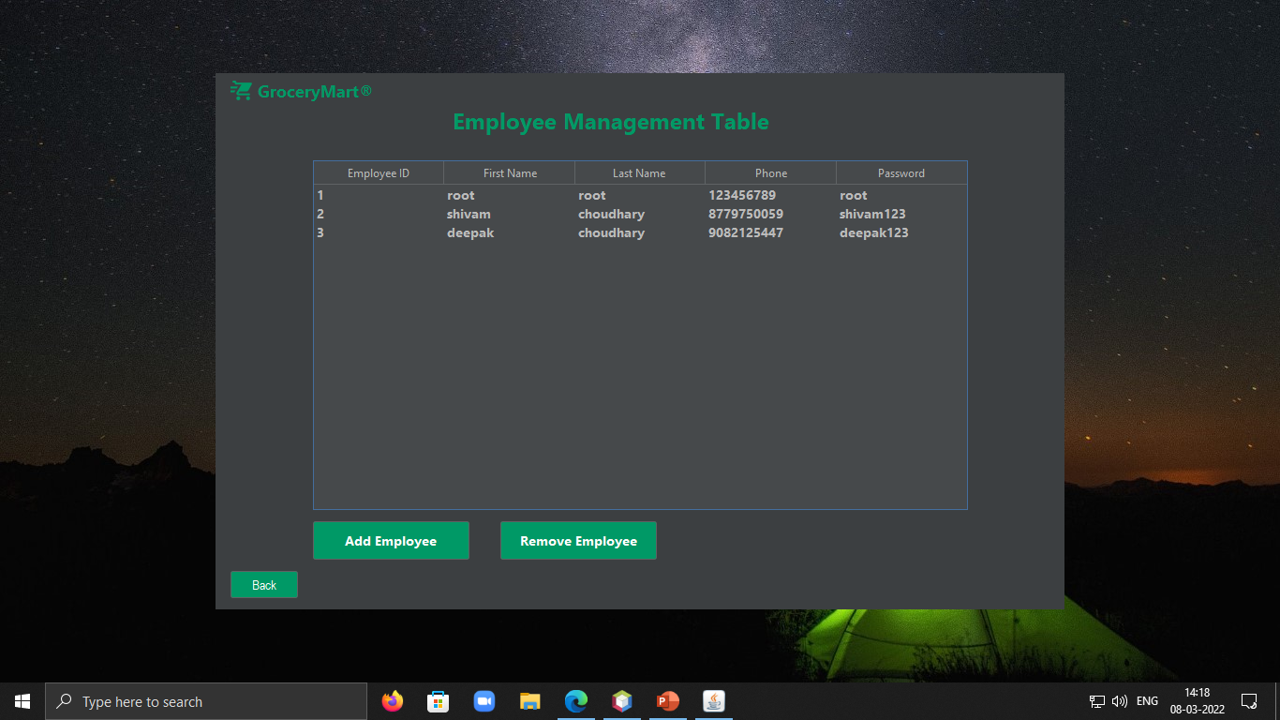 GroceryMart®
Employee Management Table
Employee ID First Name Last Name Phone Password
1 root root 123456789 root
2 shivam choudhary 8779750059 shivam123
3 deepak choudhary 9082125447 deepak123
Add Employee Remove Employee
Back
Type here to search
P
ENG
14:18
08-03-2022